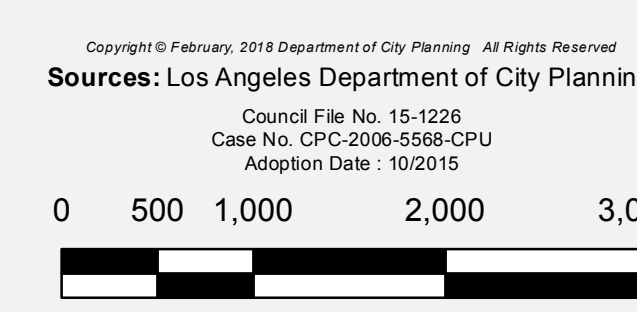 Copyright © February, 2018 Department of City Planning All Rights Reserved
Sources: Los Angeles Department of City Plannin
Council File No. 15-1226
Case No. CPC-2006-5568-CPU
Adoption Date : 10/2015
0 500 1,000 2,000 3,0